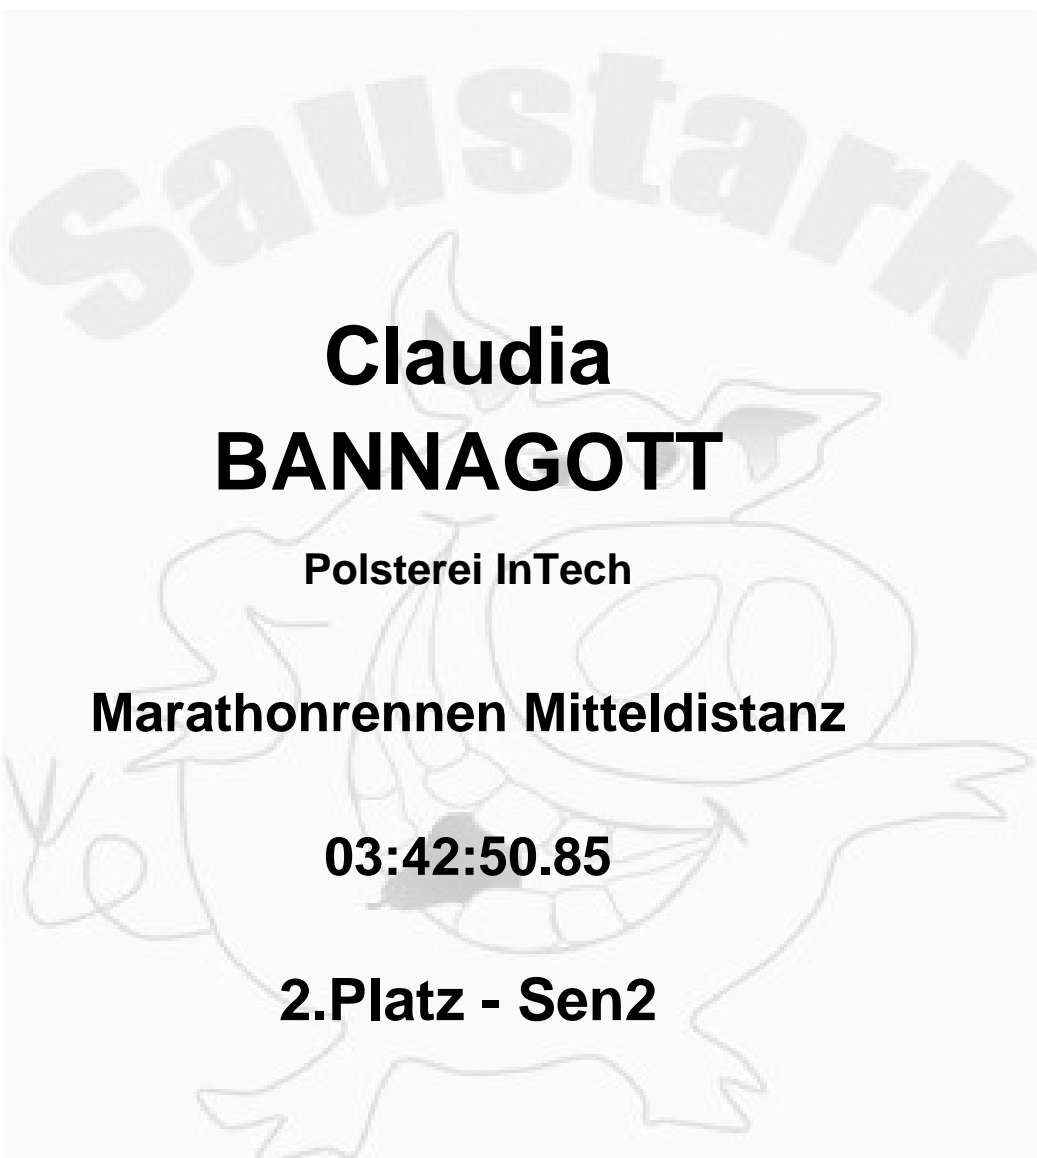 Saustark
Claudia
BANNAGOTT
Polsterei InTech
Marathonrennen Mitteldistanz
03:42:50.85
2.Platz - Sen2